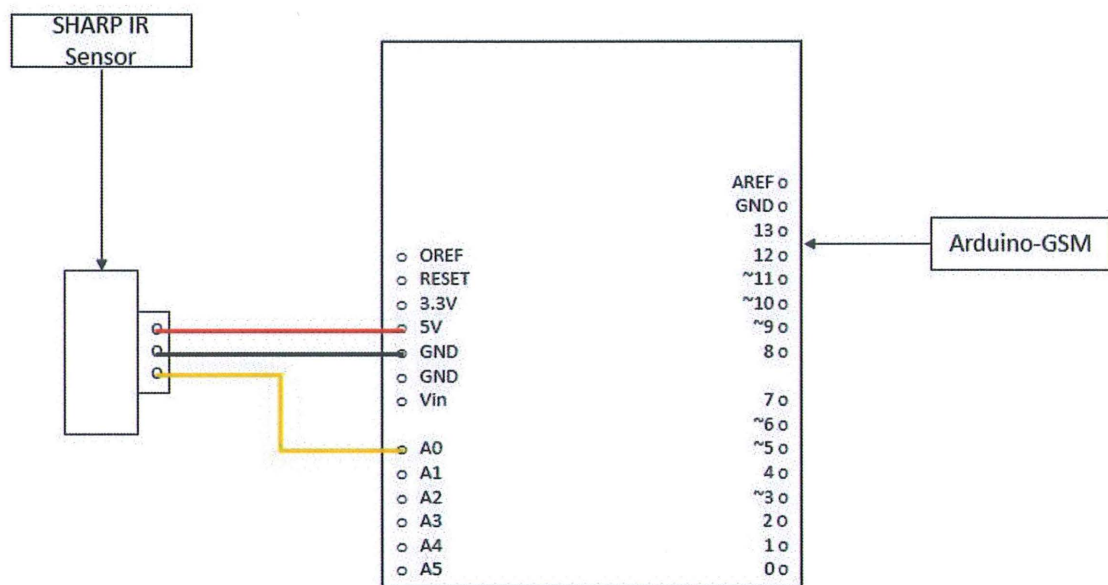 SHARP IR
Sensor
AREF
GND
13
12
~11
~10
~9
8
7
~6
~5
4
~3
2
1
0
OREF
RESET
3.3V
5V
GND
GND
Vin
A0
A1
A2
A3
A4
A5
Arduino-GSM